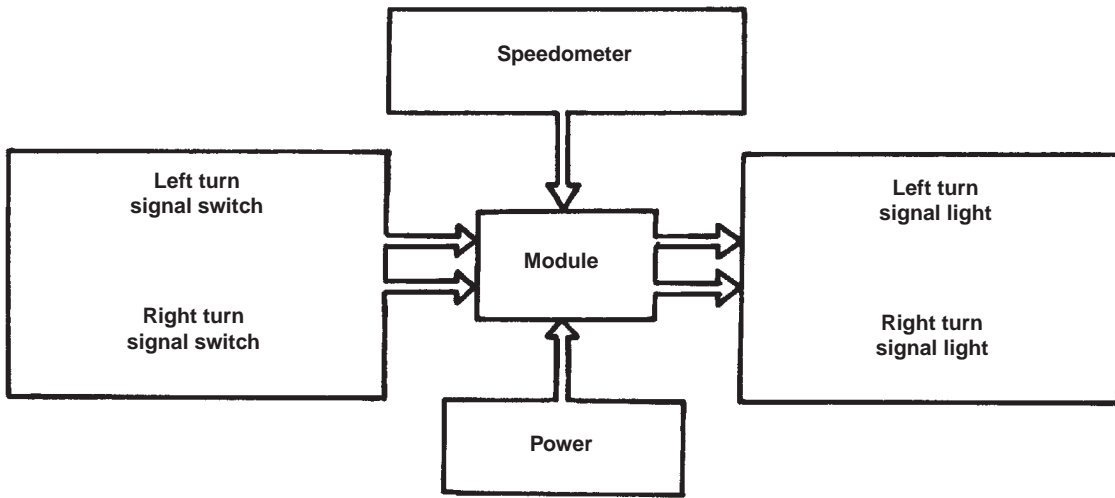 Speedometer
Left turn
signal switch
Right turn
signal switch
Module
Left turn
signal light
Right turn
signal light
Power